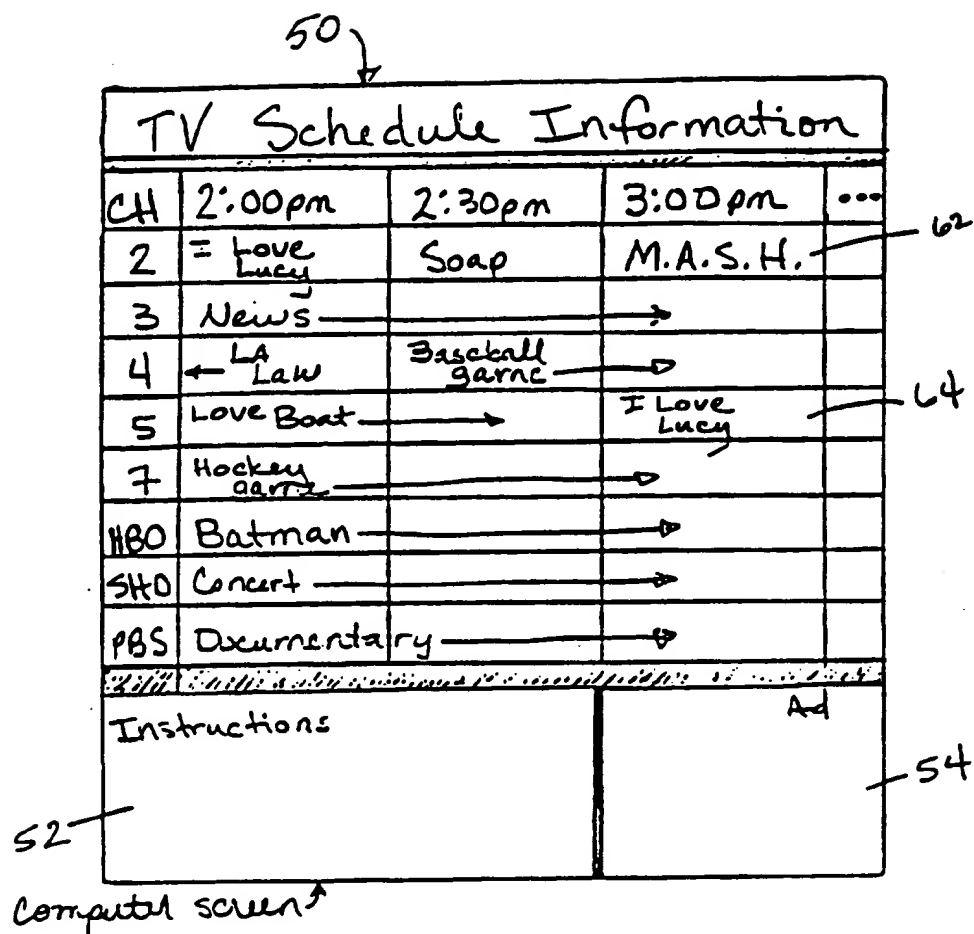 50
TV Schedule Information
CH 2:00pm 2:30pm 3:00pm •••
2 I Love Lucy Soap M.A.S.H. 62
3 News
4 LA Law Baseball game
5 Love Boat I Love Lucy 64
7 Hockey game
HBO Batman
SHO Concert
PBS Documentary
Instructions Ad
54
52
Computer screen